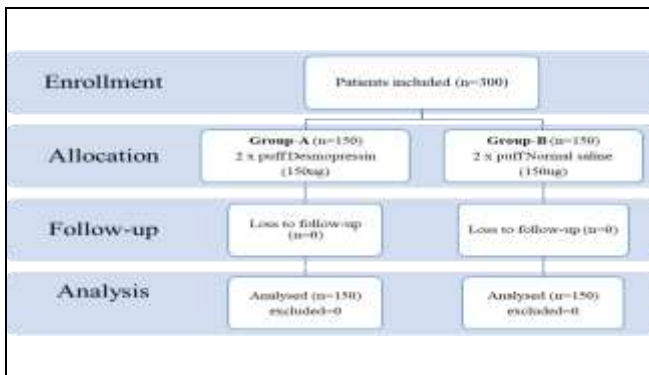 Enrollment
Patients included (n=300)
Allocation
Group-A (n=150)
2 x puff Desmopressin
(150ug)
Group-B (n=150)
2 x puff Normal saline
(150ug)
Follow-up
Loss to follow-up
(n=0)
Loss to follow-up (n=0)
Analysis
Analysed (n=150)
excluded=0
Analysed (n=150)
excluded=0